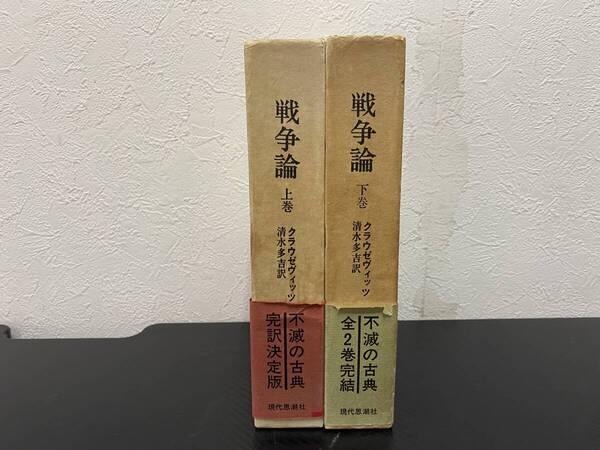 戦争論
上巻
クラウゼヴィッツ
清水多吉訳
不滅の古典
完訳決定版
現代思潮社
戦争論
下巻
クラウゼヴィッツ
清水多吉訳
不滅の古典
全2巻完結
現代思潮社